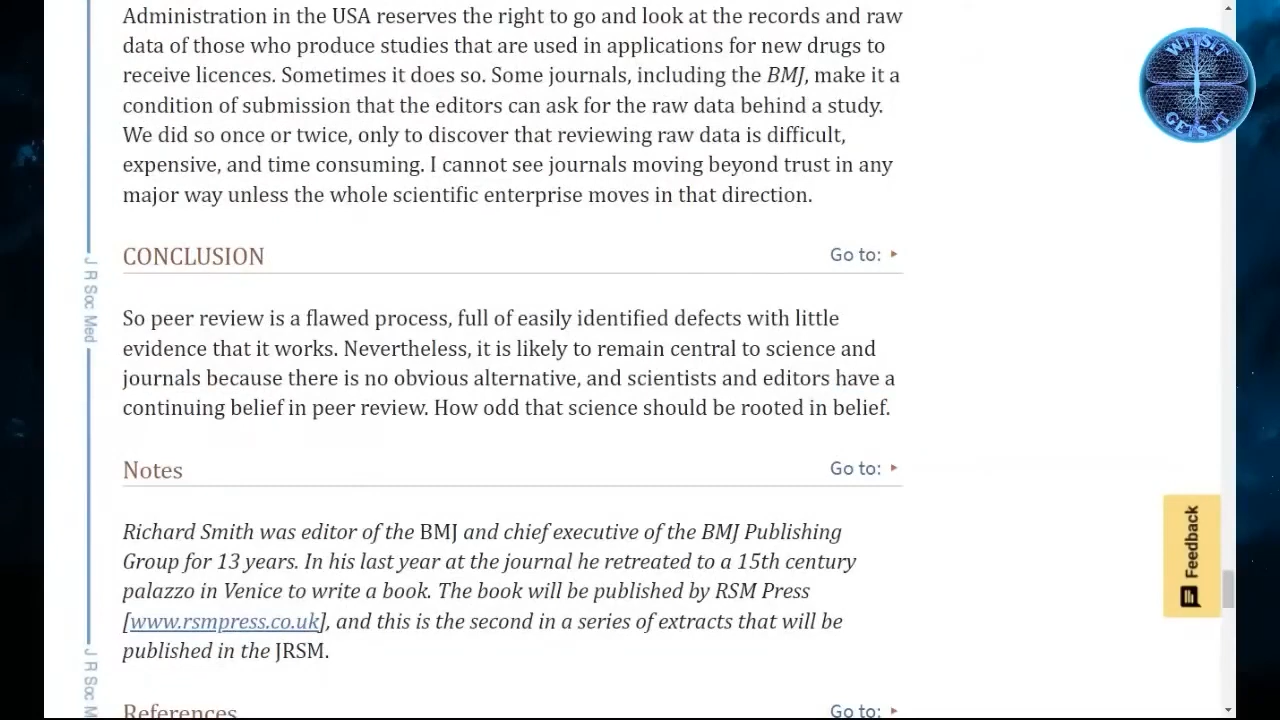 Administration in the USA reserves the right to go and look at the records and raw
data of those who produce studies that are used in applications for new drugs to
receive licences. Sometimes it does so. Some journals, including the BMJ, make it a
condition of submission that the editors can ask for the raw data behind a study.
We did so once or twice, only to discover that reviewing raw data is difficult,
expensive, and time consuming. I cannot see journals moving beyond trust in any
major way unless the whole scientific enterprise moves in that direction.
CONCLUSION
Go to:
So peer review is a flawed process, full of easily identified defects with little
evidence that it works. Nevertheless, it is likely to remain central to science and
journals because there is no obvious alternative, and scientists and editors have a
continuing belief in peer review. How odd that science should be rooted in belief.
Notes
Go to:
Richard Smith was editor of the BMJ and chief executive of the BMJ Publishing
Group for 13 years. In his last year at the journal he retreated to a 15th century
palazzo in Venice to write a book. The book will be published by RSM Press
[www.rsmpress.co.uk], and this is the second in a series of extracts that will be
published in the JRSM.
References
Go to:
J R Soc Med
J R Soc M
WITSIT
GETS IT
Feedback